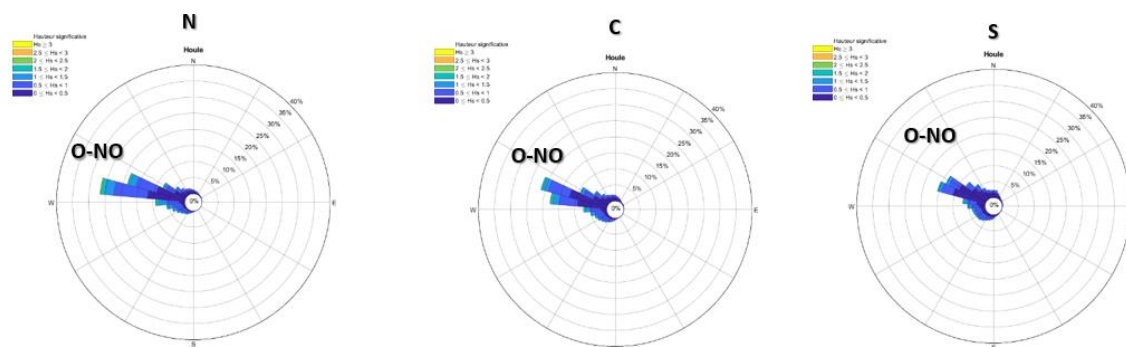 N
Hauteur significative
Hs ≥ 3
2.5 ≤ Hs < 3
2 ≤ Hs < 2.5
1.5 ≤ Hs < 2
1 ≤ Hs < 1.5
0.5 ≤ Hs < 1
0 ≤ Hs < 0.5
Houle
N
40%
35%
30%
25%
20%
15%
10%
5%
0%
O-NO
W
E
S
C
Hauteur significative
Hs ≥ 3
2.5 ≤ Hs < 3
2 ≤ Hs < 2.5
1.5 ≤ Hs < 2
1 ≤ Hs < 1.5
0.5 ≤ Hs < 1
0 ≤ Hs < 0.5
Houle
N
40%
35%
30%
25%
20%
15%
10%
5%
0%
O-NO
W
E
S
S
Hauteur significative
Hs ≥ 3
2.5 ≤ Hs < 3
2 ≤ Hs < 2.5
1.5 ≤ Hs < 2
1 ≤ Hs < 1.5
0.5 ≤ Hs < 1
0 ≤ Hs < 0.5
Houle
N
40%
35%
30%
25%
20%
15%
10%
5%
0%
O-NO
W
E